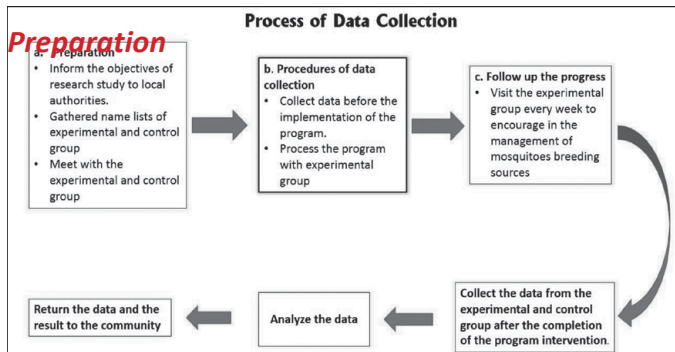 Process of Data Collection
Preparation
a. Preparation
• Inform the objectives of
research study to local
authorities.
• Gathered name lists of
experimental and control
group
• Meet with the
experimental and control
group
b. Procedures of data
collection
• Collect data before the
implementation of the
program.
• Process the program
with experimental
group
c. Follow up the progress
• Visit the experimental
group every week to
encourage in the
management of
mosquitoes breeding
sources
Collect the data from the
experimental and control
group after the completion
of the program intervention.
Analyze the data
Return the data and the
result to the community